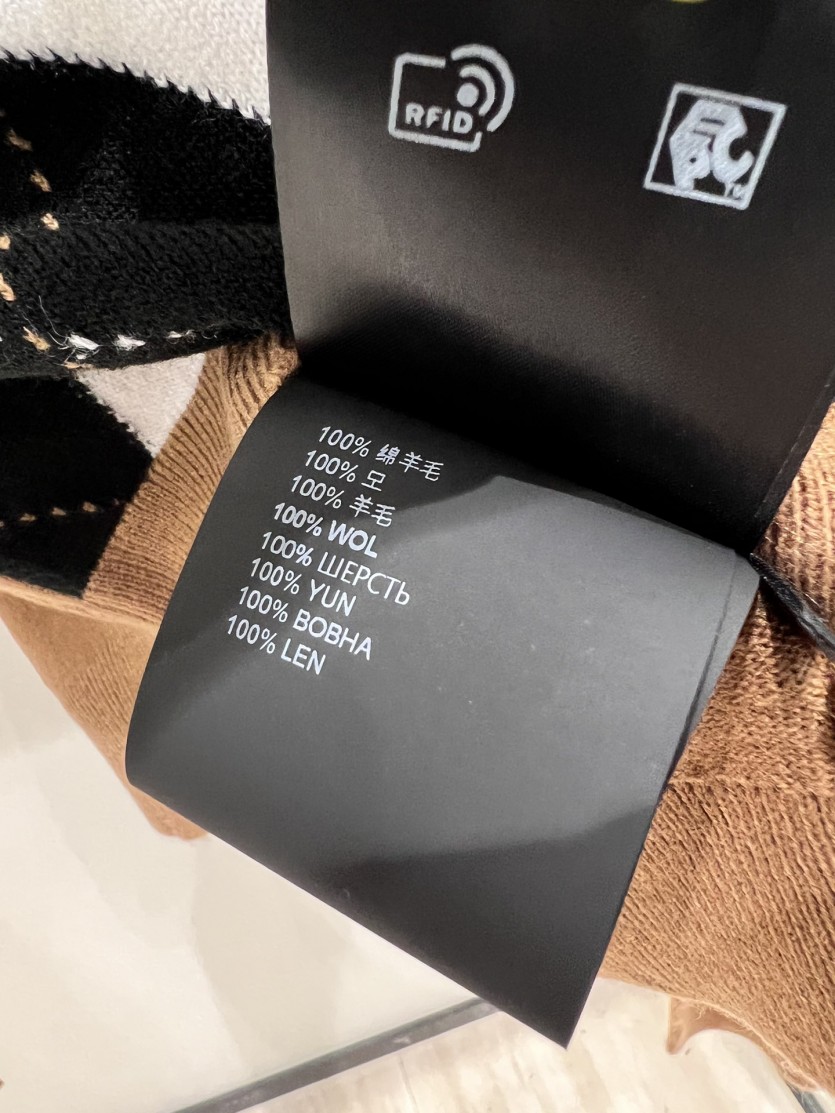 RFID
100% 绵羊毛
100% 모
100% 羊毛
100% WOL
100% ШЕРСТЬ
100% YUN
100% ВОВНА
100% LEN